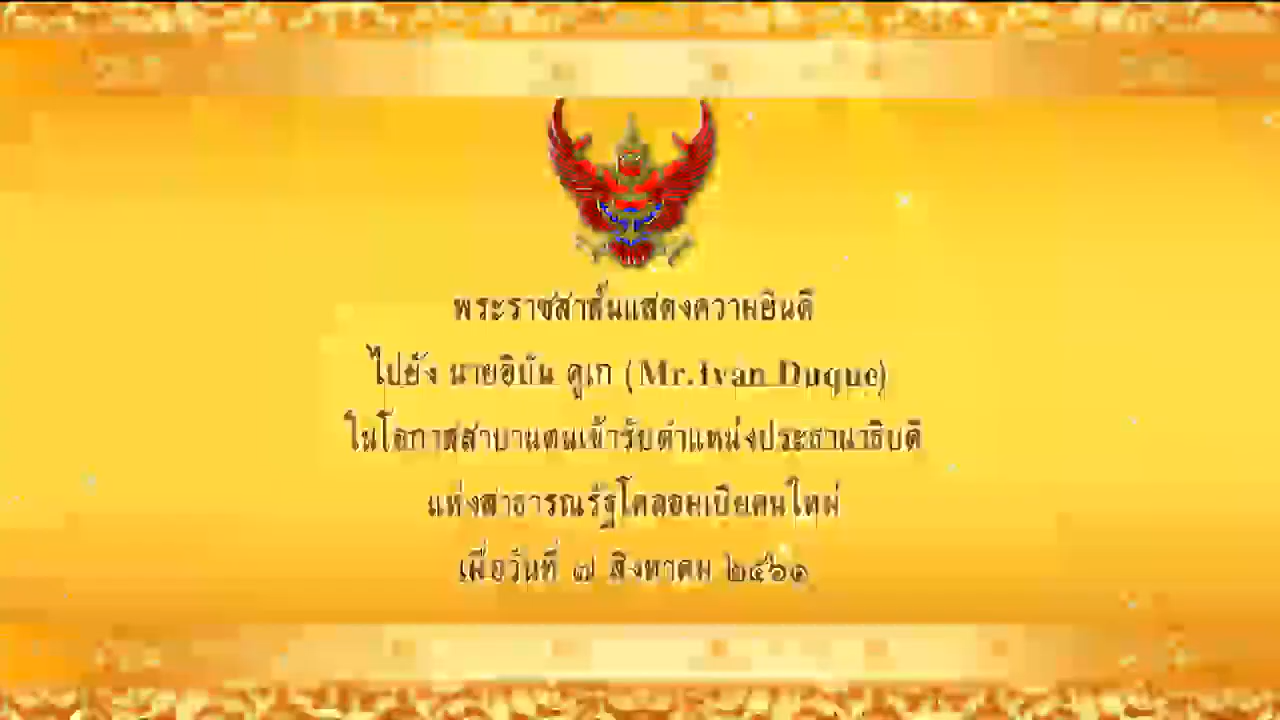 พระราชสาส์นแสดงความยินดี
ไปยัง นายอิบัน ดูเก (Mr.Iván Duque)
ในโอกาสสาบานตนเข้ารับตำแหน่งประธานาธิบดี
แห่งสาธารณรัฐโคลอมเบียคนใหม่
เมื่อวันที่ ๗ สิงหาคม ๒๕๖๑